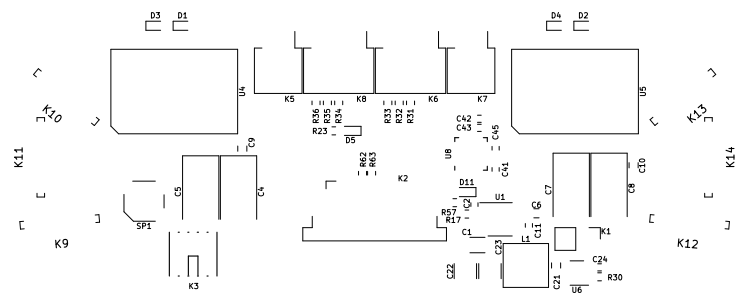 D3 D1
D4 D2
U4
U5
K5 K8 K6 K7
K10
K13
R36 R35 R34
R33 R32 R31
C42
C43
R23
D5
C45
C9
U8
K11
K14
R62 R63
C10
C41
K2
C5
C4
D11
C7
C8
C2
U1
C6
R57
R17
SP1
C11
K1
C1
C23
L1
K9
K12
C22
C21
C24
R30
K3
U6